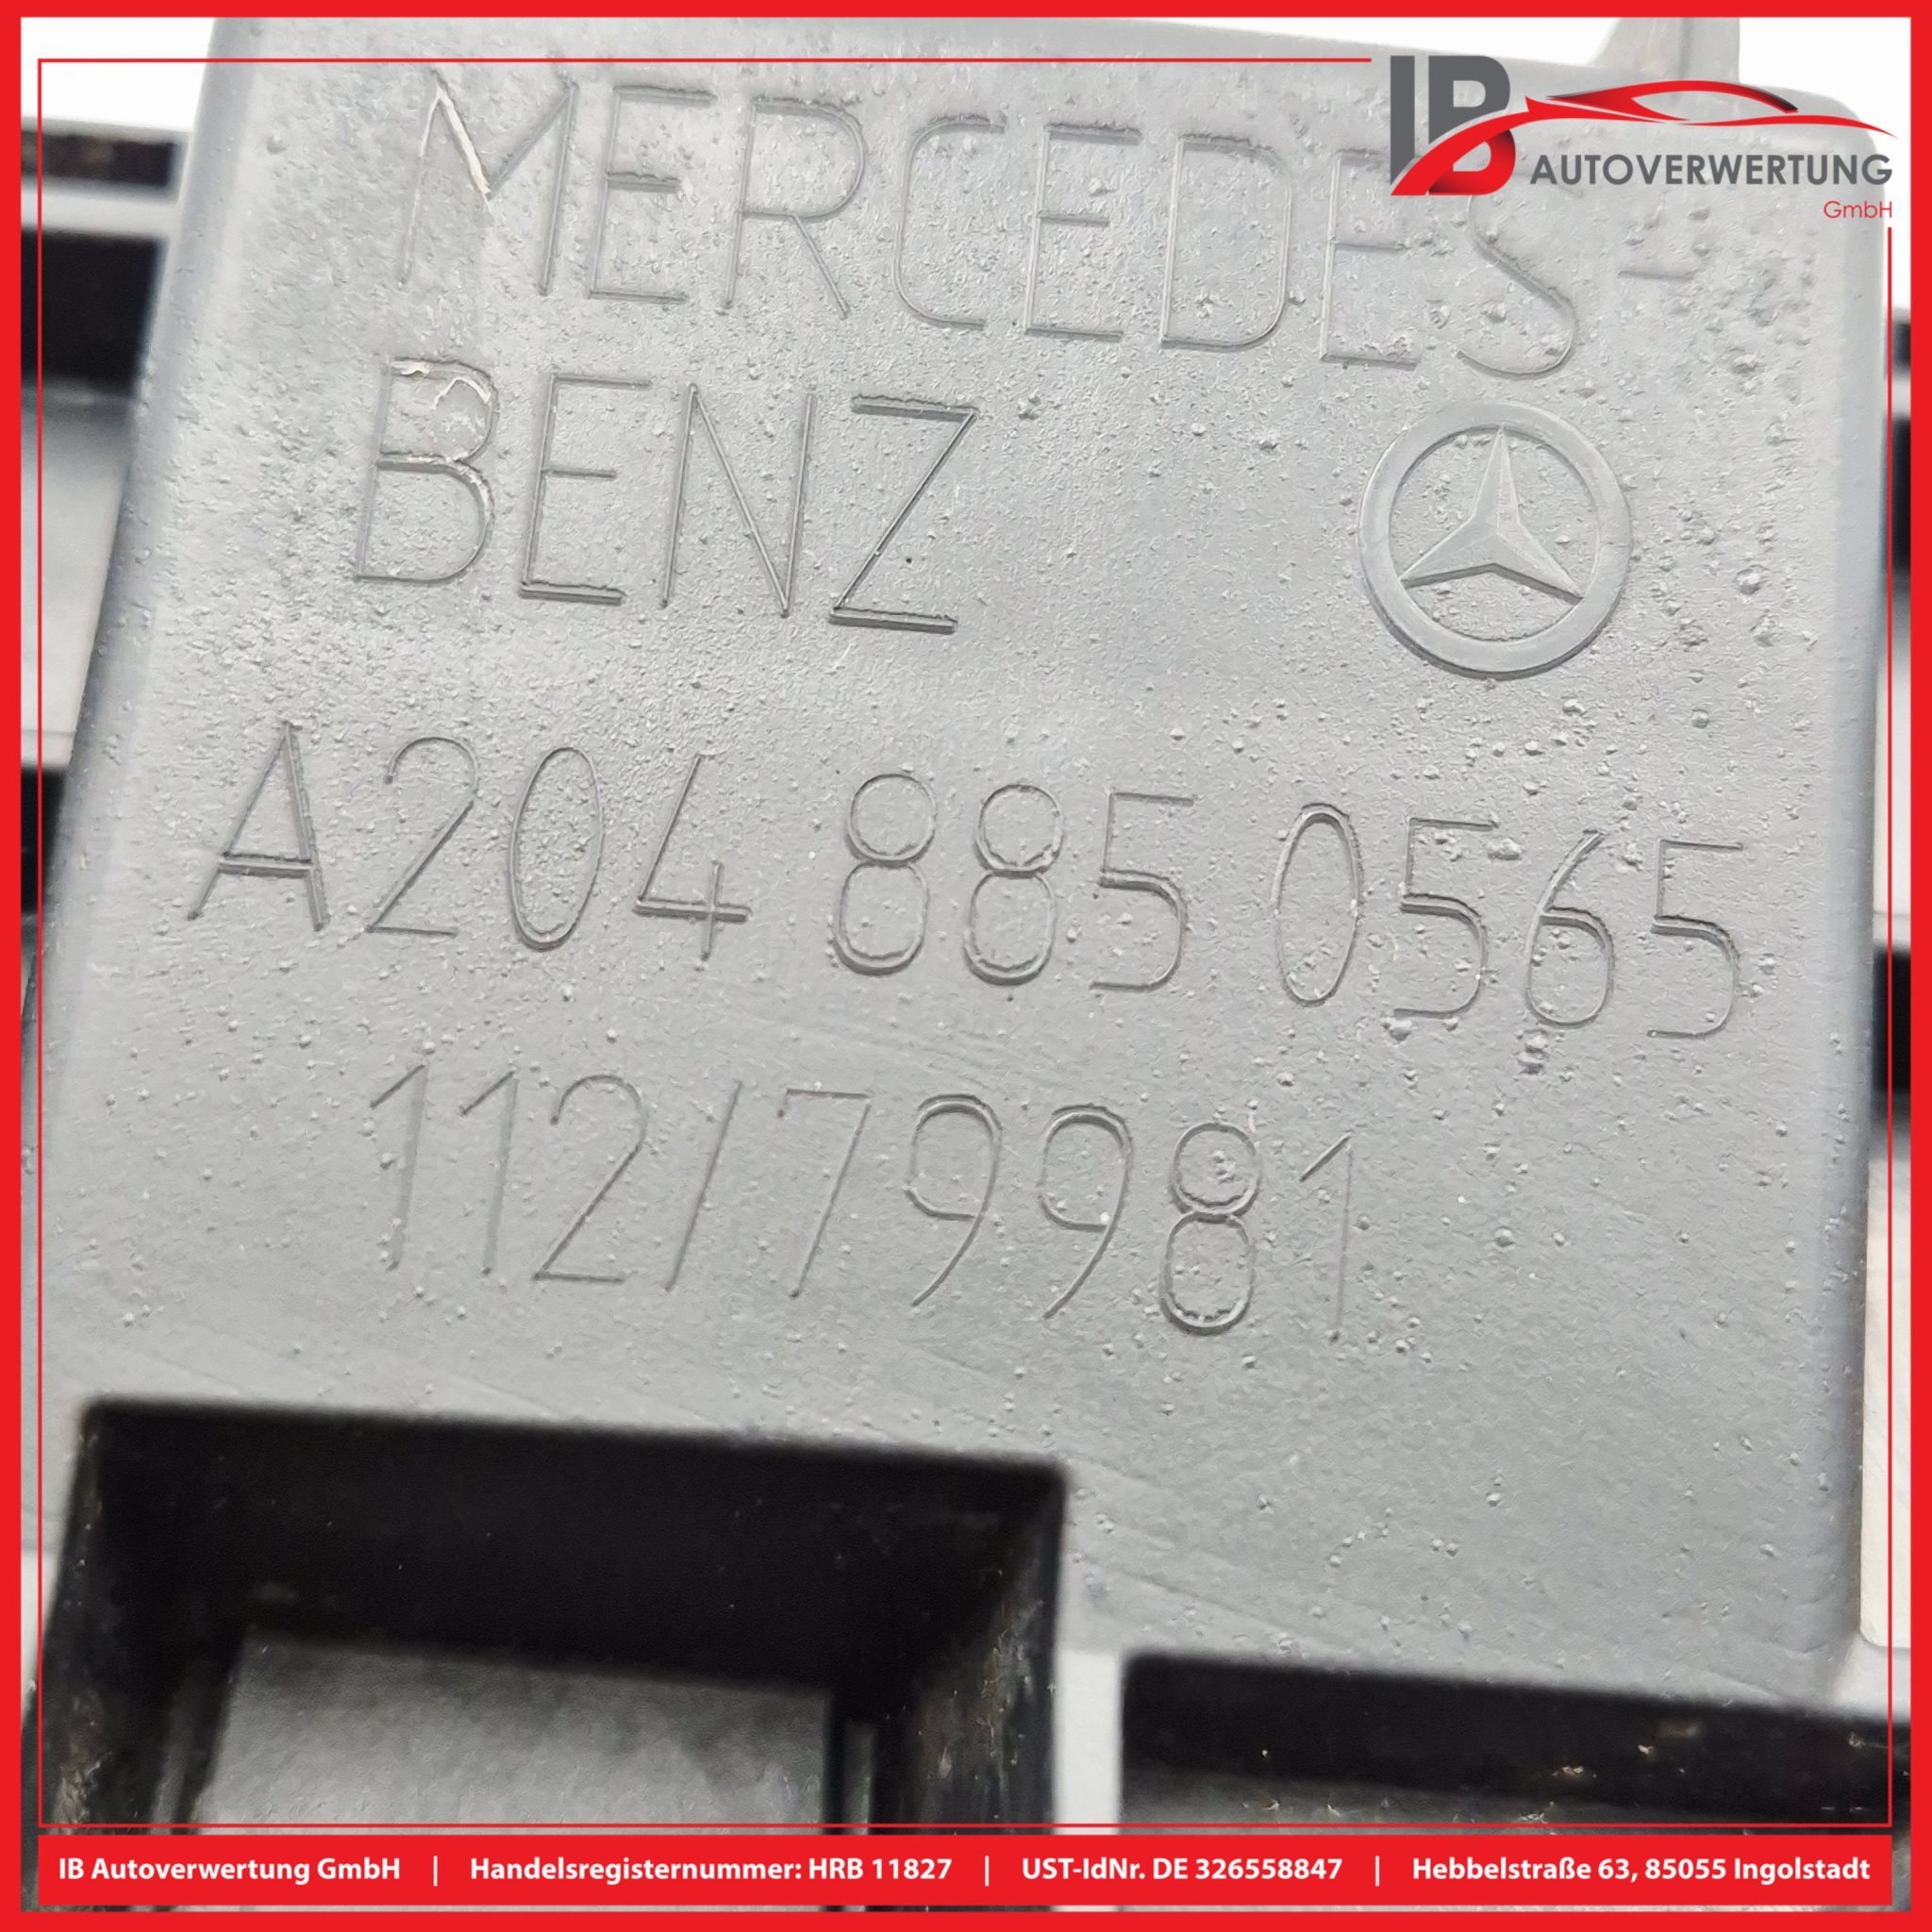 IB
AUTOVERWERTUNG
GmbH
MERCEDES-
BENZ
A204 885 0565
112/79981
IB Autoverwertung GmbH | Handelsregisternummer: HRB 11827 | UST-IdNr. DE 326558847 | Hebbelstraße 63, 85055 Ingolstadt